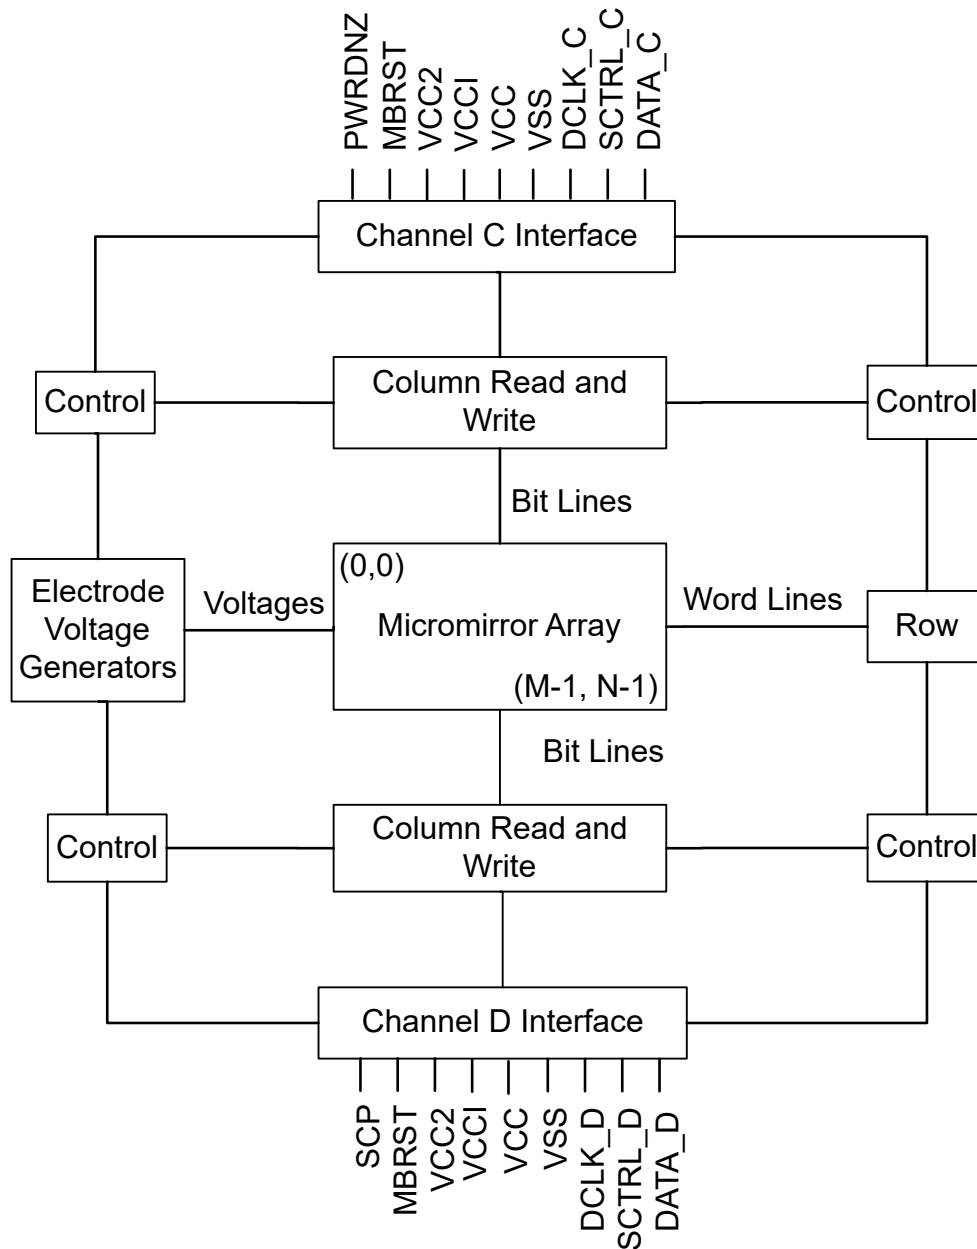 PWRDNZ
MBRST
VCC2
VCCI
VCC
VSS
DCLK_C
SCTRL_C
DATA_C
Channel C Interface
Control
Column Read and
Write
Control
Bit Lines
Electrode
Voltage
Generators
Voltages
(0,0)
Micromirror Array
(M-1, N-1)
Word Lines
Row
Bit Lines
Control
Column Read and
Write
Control
Channel D Interface
SCP
MBRST
VCC2
VCCI
VCC
VSS
DCLK_D
SCTRL_D
DATA_D